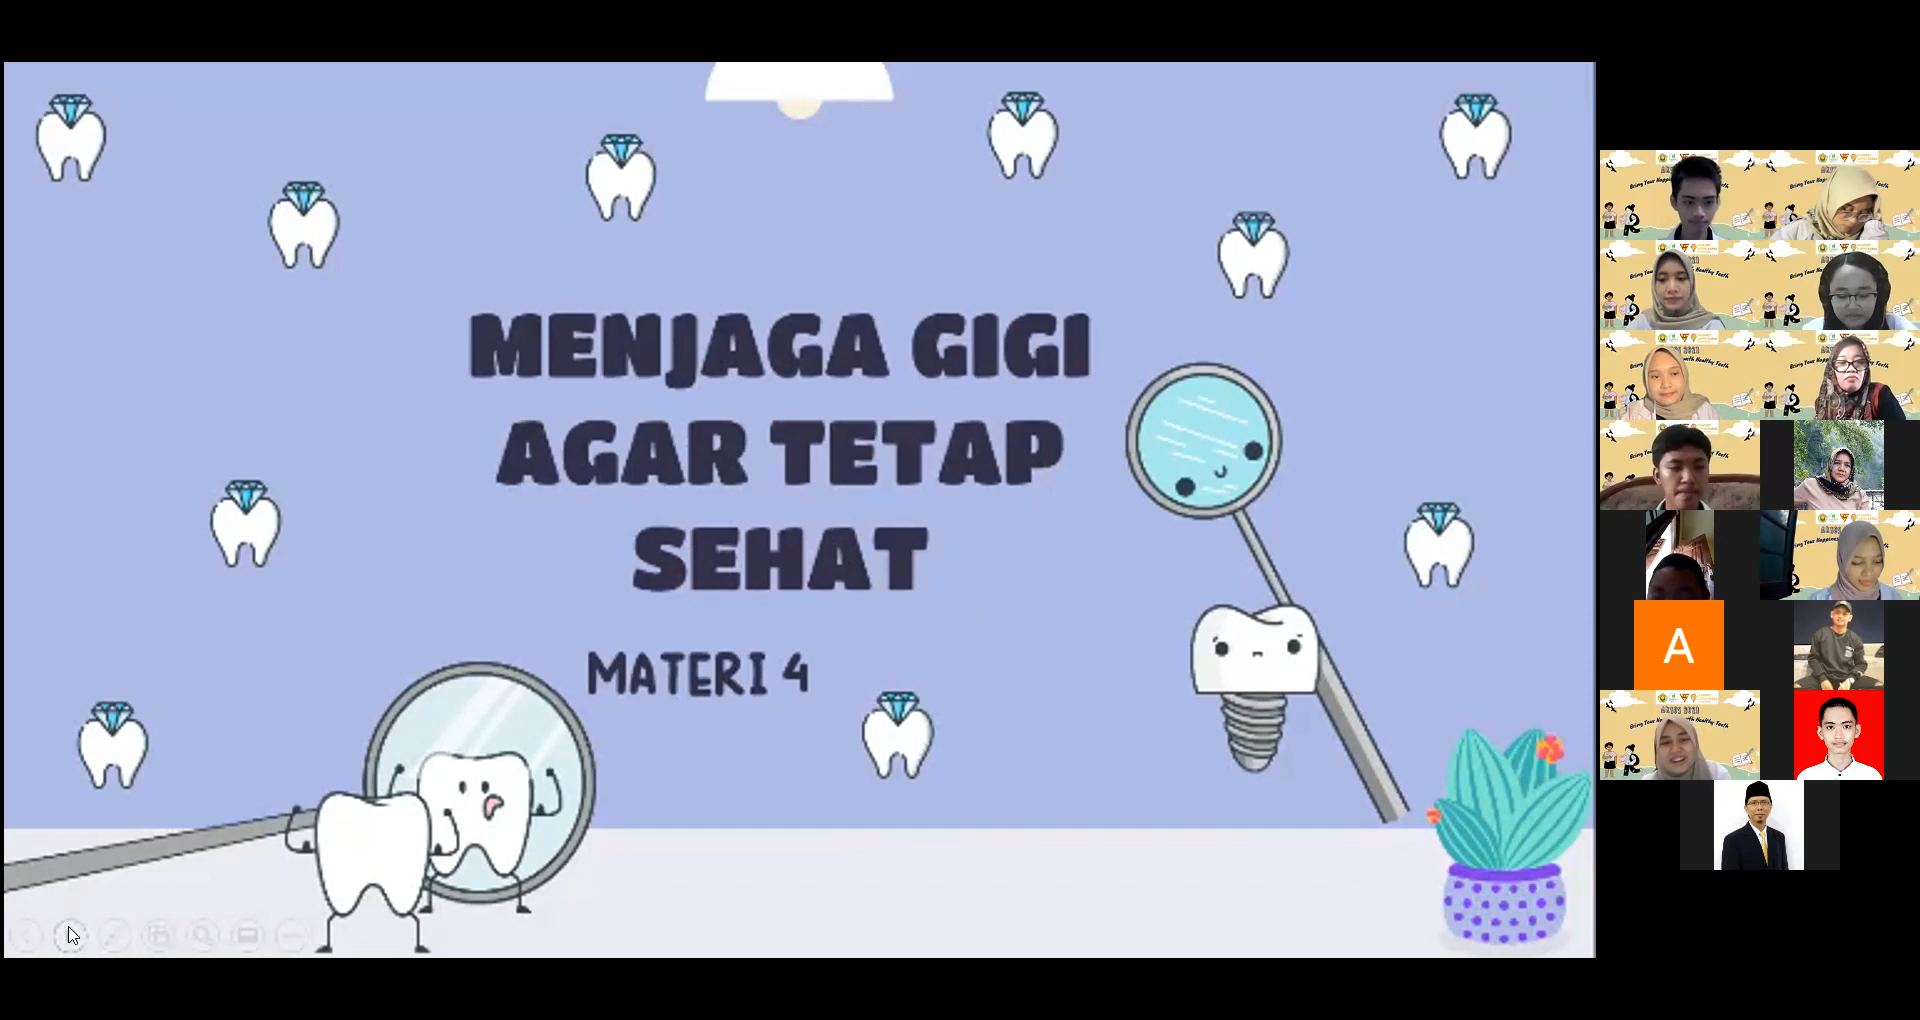 MENJAGA GIGI
AGAR TETAP
SEHAT
MATERI 4
A